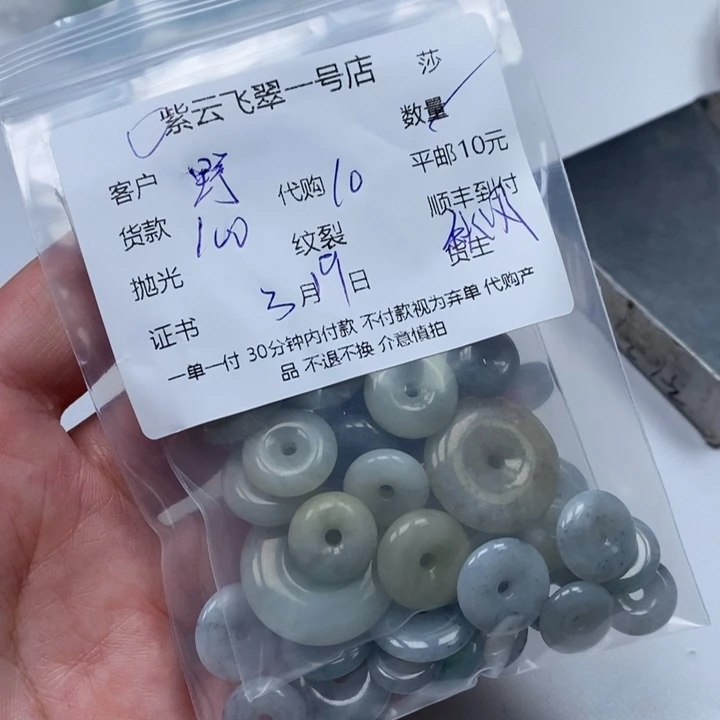 紫云飞翠一号店 莎
客户 野 代购 10 数量
货款 100 纹裂 平邮10元
抛光 3月19日 顺丰到付
证书 货主
一单一付 30分钟内付款 不付款视为弃单 代购产
品 不退不换 介意慎拍